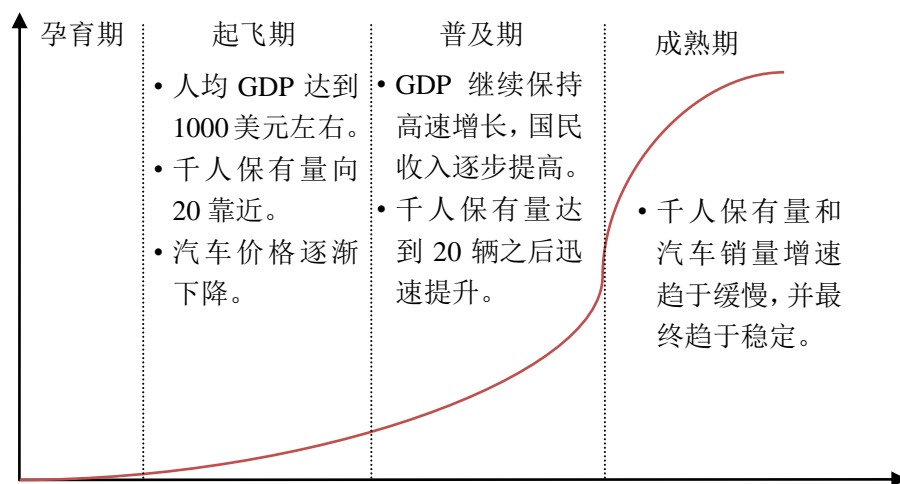 孕育期
起飞期
• 人均 GDP 达到
1000 美元左右。
• 千人保有量向
20 靠近。
• 汽车价格逐渐
下降。
普及期
• GDP 继续保持
高速增长，国民
收入逐步提高。
• 千人保有量达
到 20 辆之后迅
速提升。
成熟期
• 千人保有量和
汽车销量增速
趋于缓慢，并最
终趋于稳定。